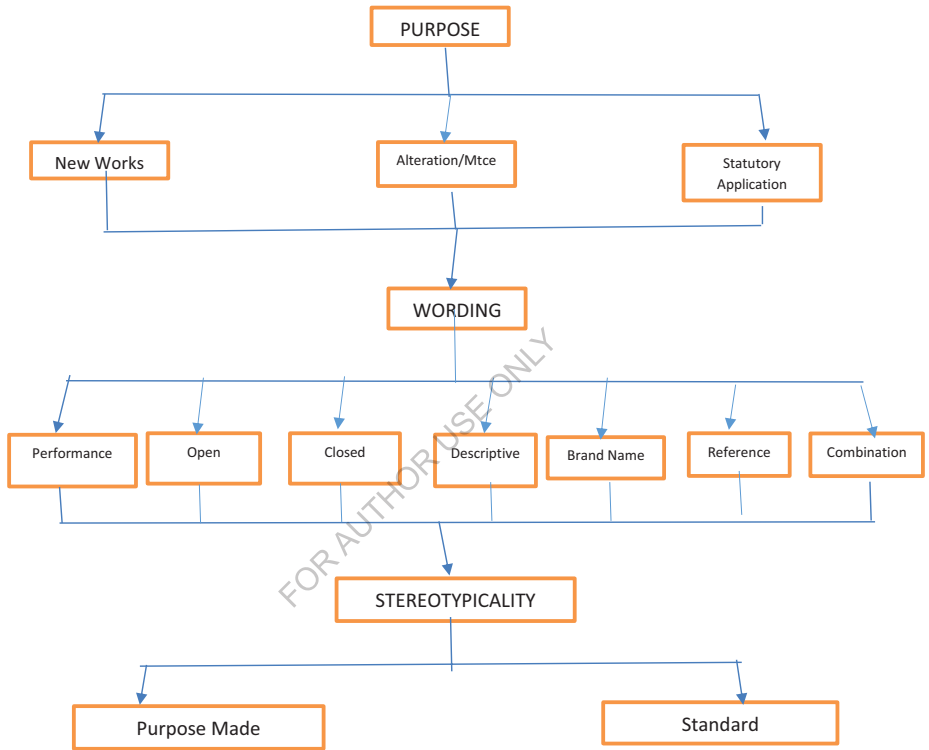 PURPOSE
New Works
Alteration/Mtce
Statutory
Application
WORDING
FOR AUTHOR USE ONLY
Performance
Open
Closed
Descriptive
Brand Name
Reference
Combination
STEREOTYPICALITY
Purpose Made
Standard